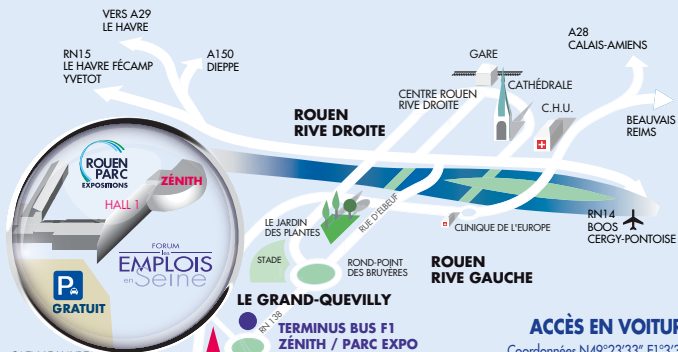 VERS A29
LE HAVRE
RN15
LE HAVRE FÉCAMP
YVETOT
A150
DIEPPE
GARE
A28
CALAIS-AMIENS
CATHÉDRALE
CENTRE ROUEN
RIVE DROITE
C.H.U.
BEAUVAIS
REIMS
ROUEN
RIVE DROITE
ROUEN
PARC
EXPOSITIONS
ZÉNITH
HALL 1
FORUM
les
EMPLOIS
en Seine
P
GRATUIT
LE JARDIN
DES PLANTES
RUE D'ELBEUF
CLINIQUE DE L'EUROPE
RN14
BOOS
CERGY-PONTOISE
STADE
ROND-POINT
DES BRUYÈRES
ROUEN
RIVE GAUCHE
LE GRAND-QUEVILLY
RN 138
TERMINUS BUS F1
ZÉNITH / PARC EXPO
ACCÈS EN VOITUR